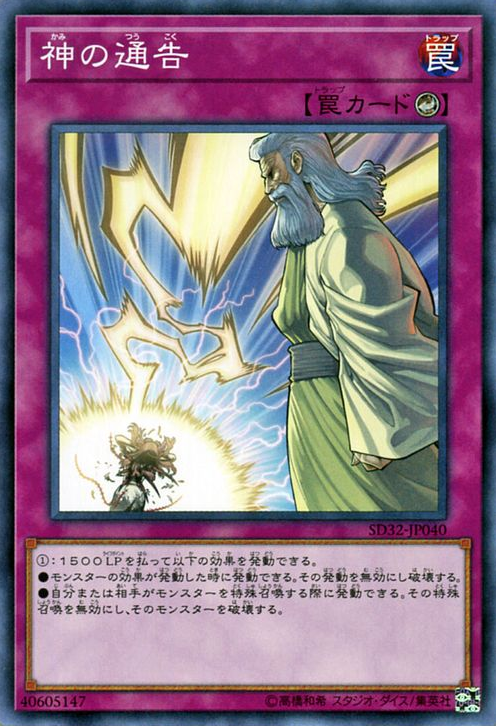 神の通告
罠
【罠カード】
SD32-JP040
①：1500LPを払って以下の効果を発動できる。
●モンスターの効果が発動した時に発動できる。その発動を無効にし破壊する。
●自分または相手がモンスターを特殊召喚する際に発動できる。その特殊
召喚を無効にし、そのモンスターを破壊する。
40605147
©高橋和希 スタジオ・ダイス/集英社